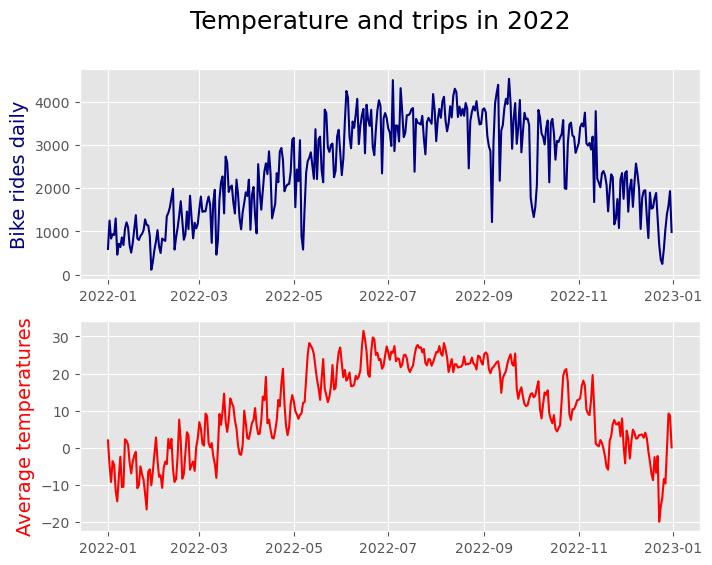 Temperature and trips in 2022
Bike rides daily
4000
3000
2000
1000
0
2022-01 2022-03 2022-05 2022-07 2022-09 2022-11 2023-01
Average temperatures
30
20
10
0
−10
−20
2022-01 2022-03 2022-05 2022-07 2022-09 2022-11 2023-01